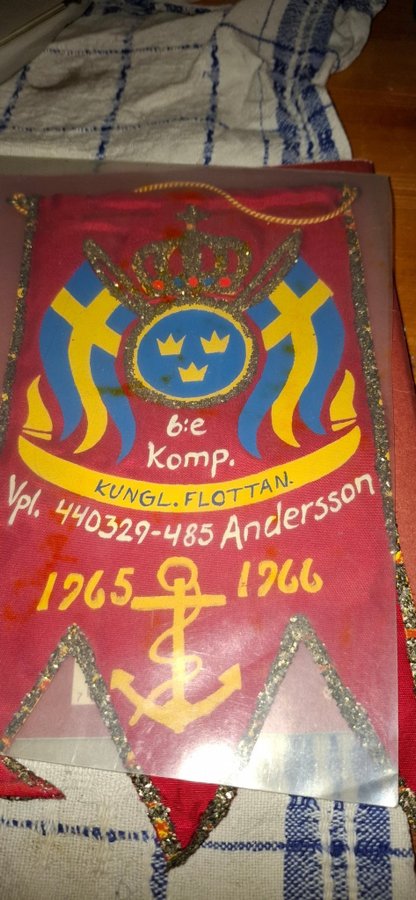 6:e
Komp.
KUNGL. FLOTTAN.
Vpl. 440329-485 Andersson
1965 1966